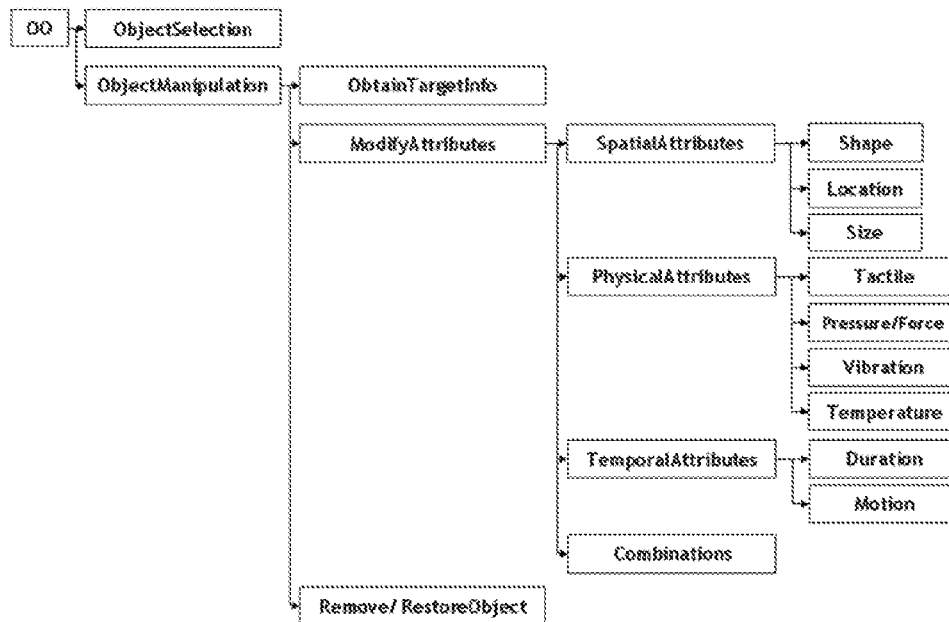 OO
ObjectSelection
ObjectManipulation
ObtainTargetInfo
ModifyAttributes
SpatialAttributes
Shape
Location
Size
PhysicalAttributes
Tactile
Pressure/Force
Vibration
Temperature
TemporalAttributes
Duration
Motion
Combinations
Remove/ RestoreObject